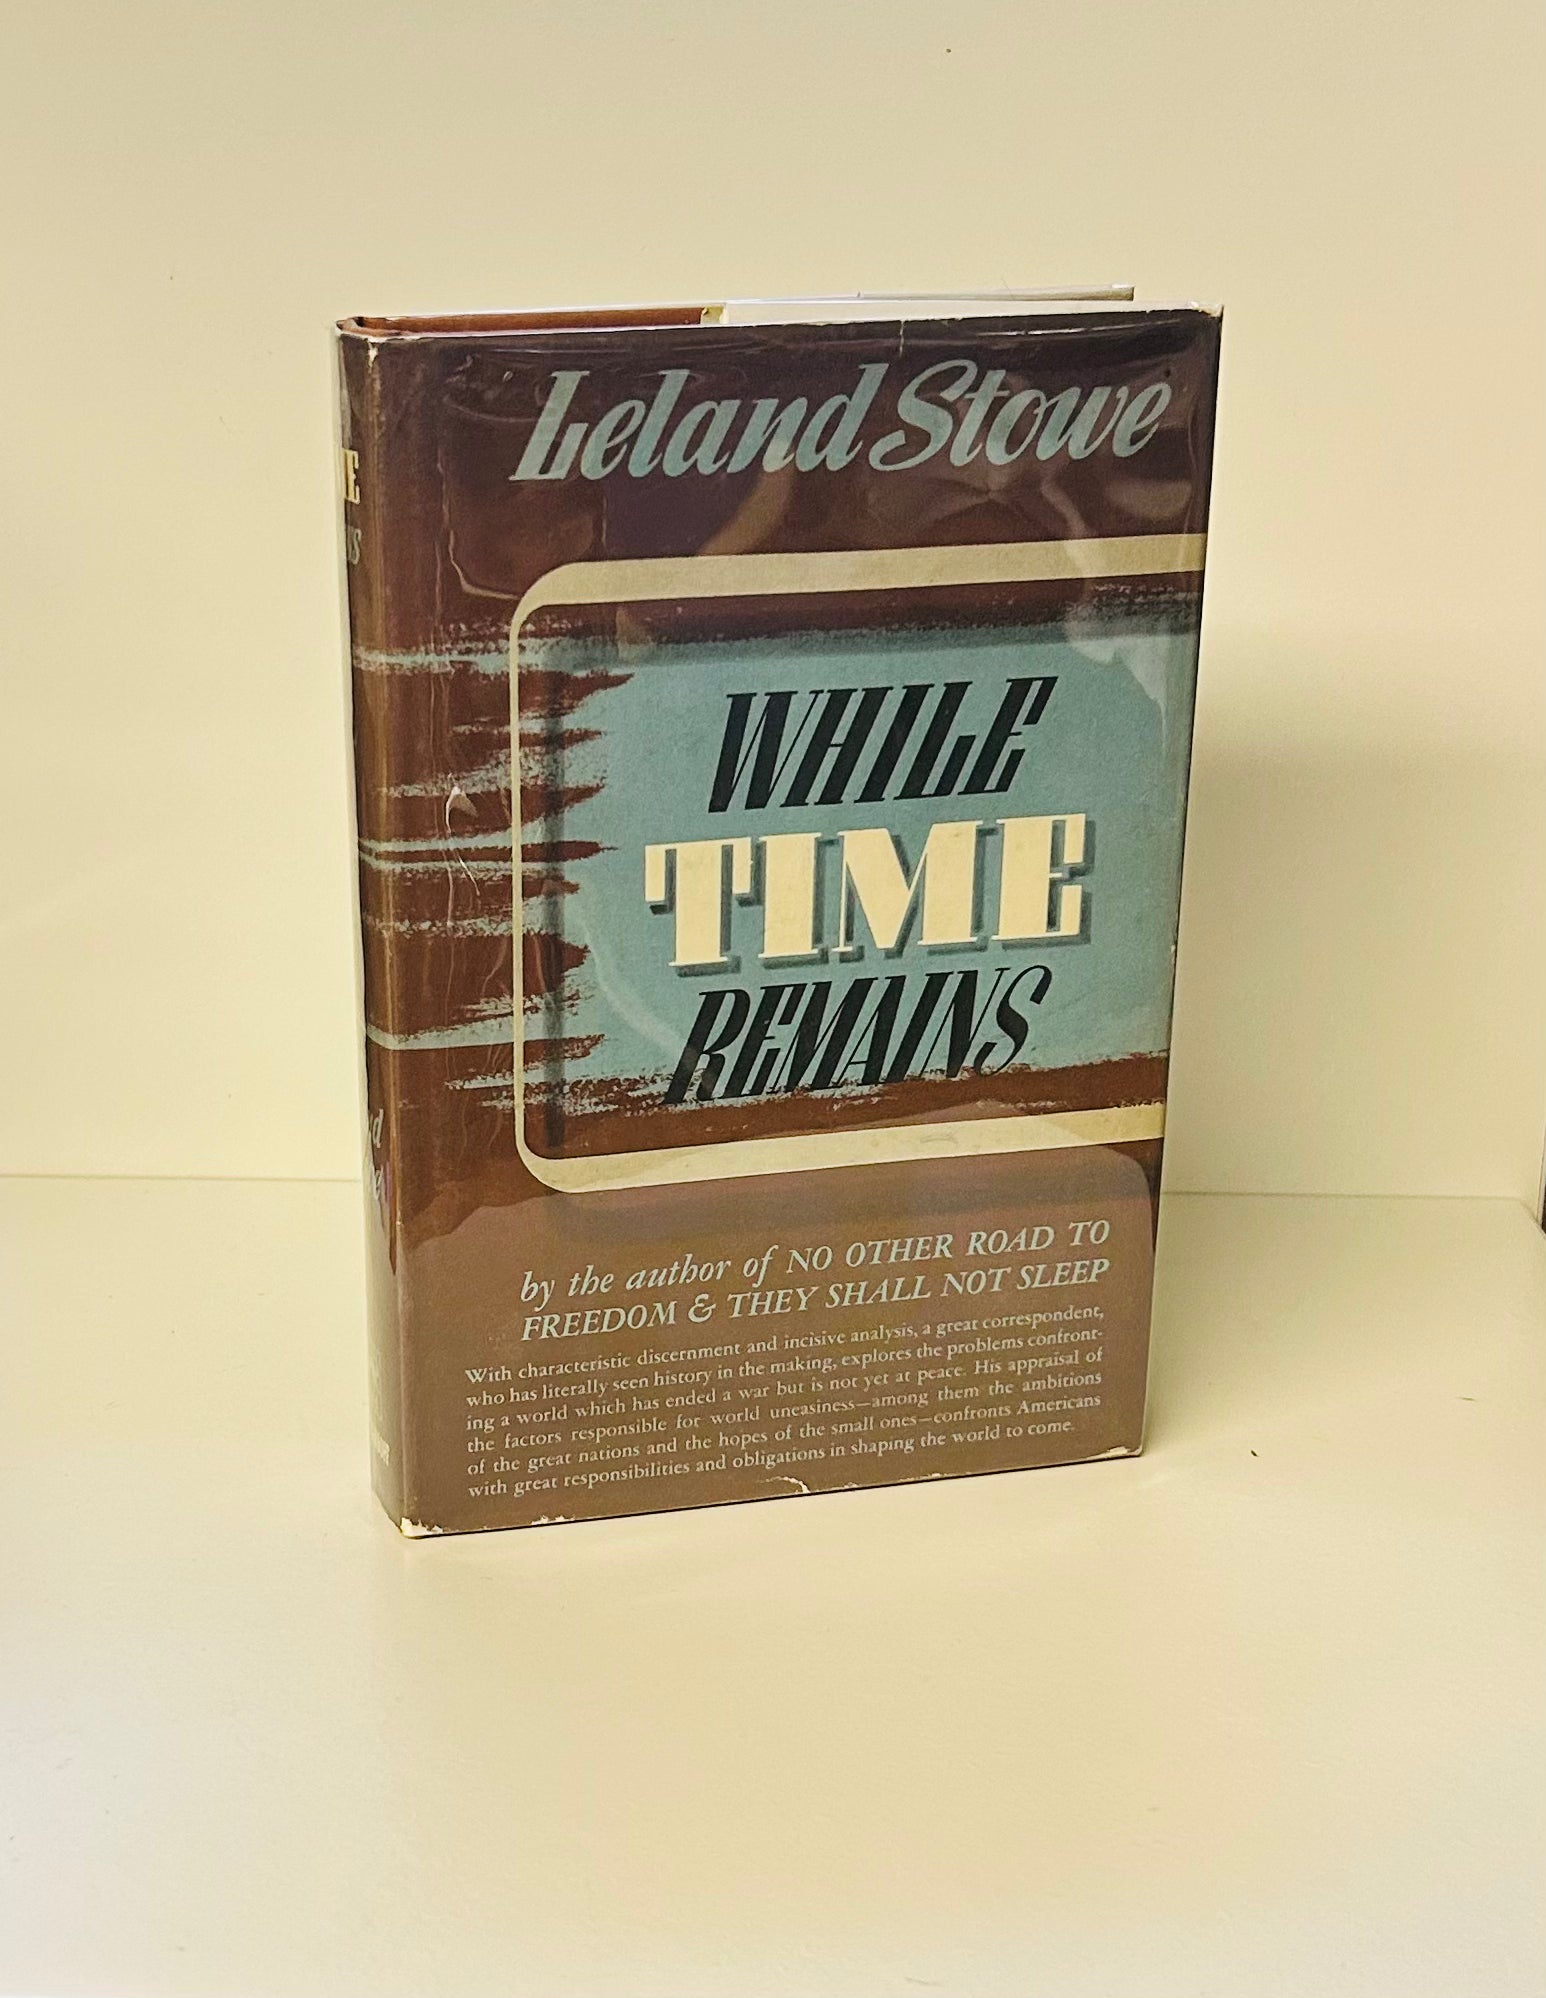 Leland Stowe
WHILE
TIME
REMAINS
by the author of NO OTHER ROAD TO
FREEDOM & THEY SHALL NOT SLEEP
With characteristic discernment and incisive analysis, a great correspondent,
who has literally seen history in the making, explores the problems confront-
ing a world which has ended a war but is not yet at peace. His appraisal of
the factors responsible for world uneasiness—among them the ambitions
of the great nations and the hopes of the small ones—confronts Americans
with great responsibilities and obligations in shaping the world to come.